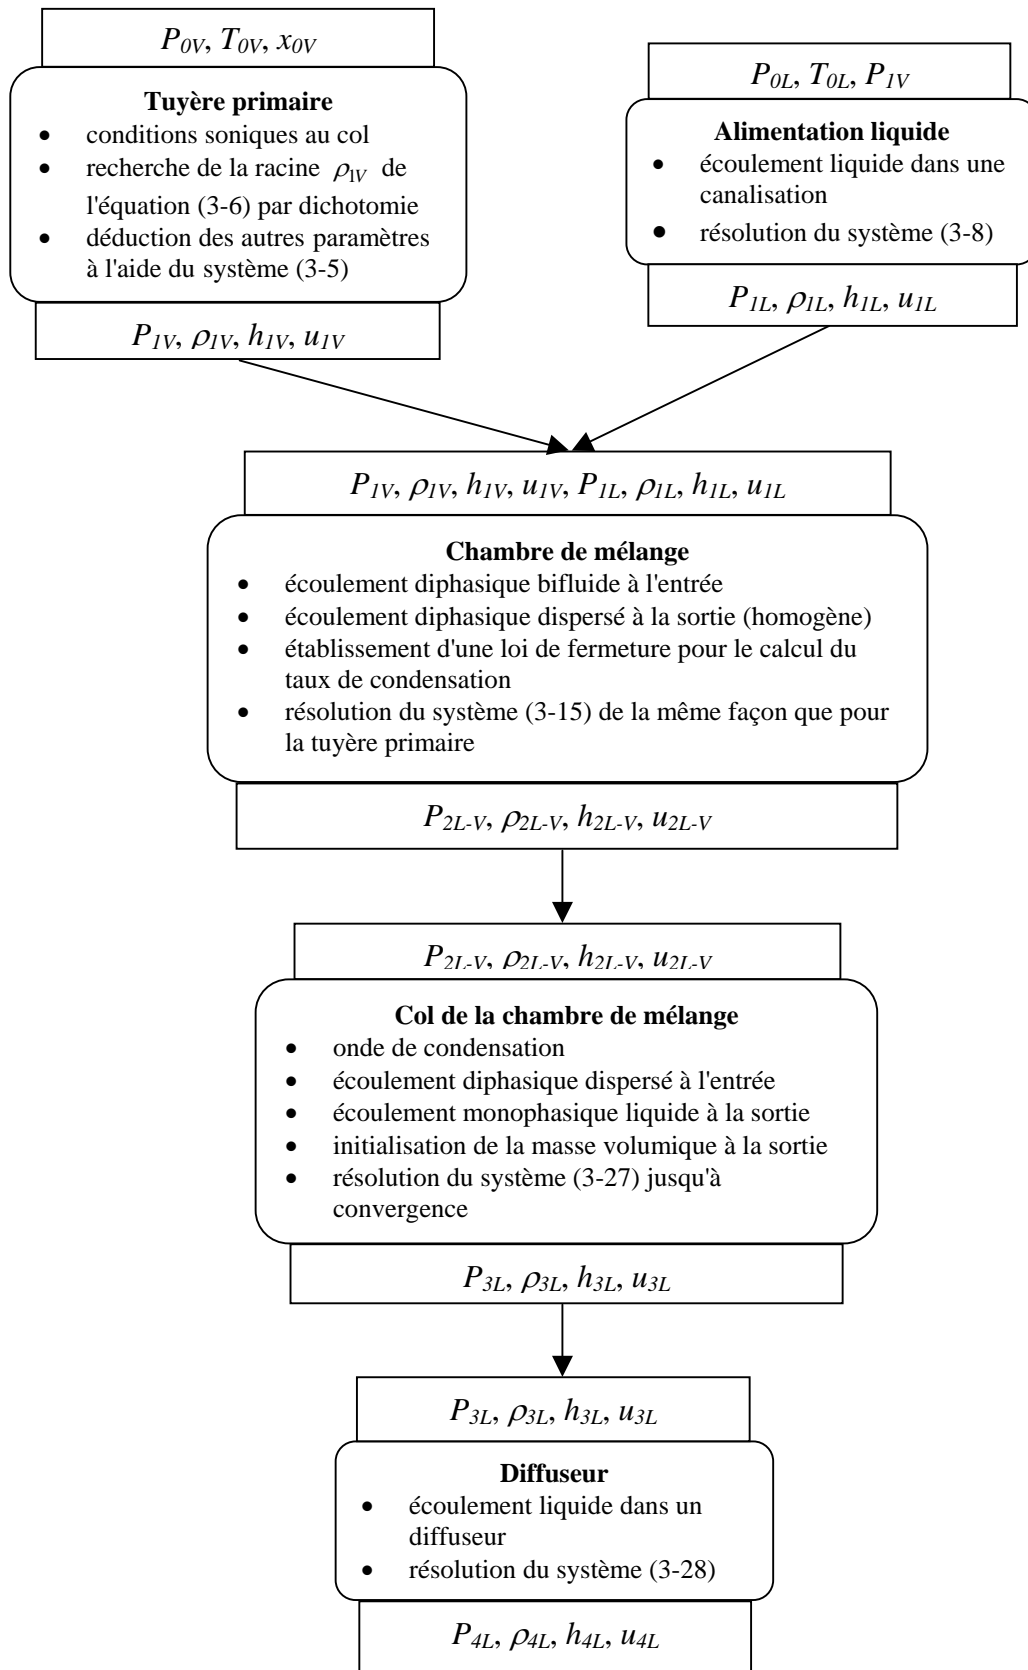 P0V, T0V, x0V
Tuyère primaire
• conditions soniques au col
• recherche de la racine ρ1V de
l'équation (3-6) par dichotomie
• déduction des autres paramètres
à l'aide du système (3-5)
P1V, ρ1V, h1V, u1V
P0L, T0L, P1V
Alimentation liquide
• écoulement liquide dans une
canalisation
• résolution du système (3-8)
P1L, ρ1L, h1L, u1L
P1V, ρ1V, h1V, u1V, P1L, ρ1L, h1L, u1L
Chambre de mélange
• écoulement diphasique bifluide à l'entrée
• écoulement diphasique dispersé à la sortie (homogène)
• établissement d'une loi de fermeture pour le calcul du
taux de condensation
• résolution du système (3-15) de la même façon que pour
la tuyère primaire
P2L-V, ρ2L-V, h2L-V, u2L-V
P2L-V, ρ2L-V, h2L-V, u2L-V
Col de la chambre de mélange
• onde de condensation
• écoulement diphasique dispersé à l'entrée
• écoulement monophasique liquide à la sortie
• initialisation de la masse volumique à la sortie
• résolution du système (3-27) jusqu'à
convergence
P3L, ρ3L, h3L, u3L
P3L, ρ3L, h3L, u3L
Diffuseur
• écoulement liquide dans un
diffuseur
• résolution du système (3-28)
P4L, ρ4L, h4L, u4L